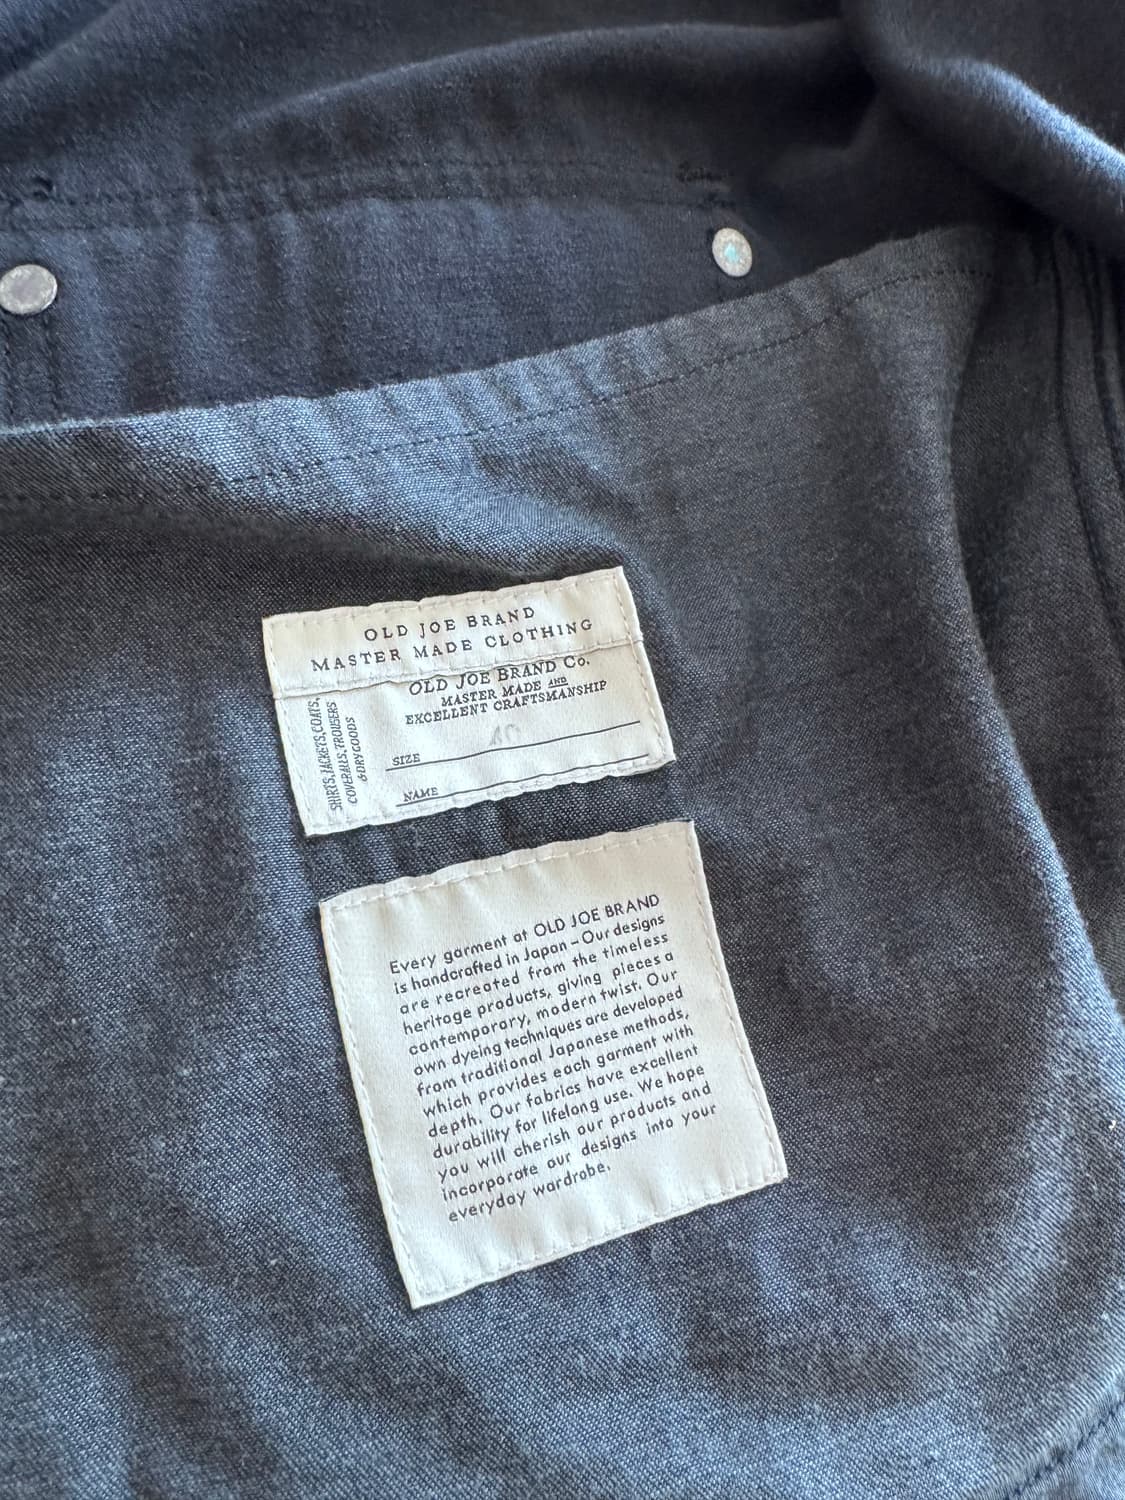 OLD JOE BRAND
MASTER MADE CLOTHING
OLD JOE BRAND Co.
MASTER MADE AND
EXCELLENT CRAFTSMANSHIP
SHIRTS, JACKETS, COATS,
COVERALLS, TROUSERS
& DRY GOODS
SIZE 40
NAME
Every garment at OLD JOE BRAND
is handcrafted in Japan – Our designs
are recreated from the timeless
heritage products, giving pieces a
contemporary, modern twist. Our
own dyeing techniques are developed
from traditional Japanese methods,
which provides each garment with
depth. Our fabrics have excellent
durability for lifelong use. We hope
you will cherish our products and
incorporate our designs into your
everyday wardrobe.